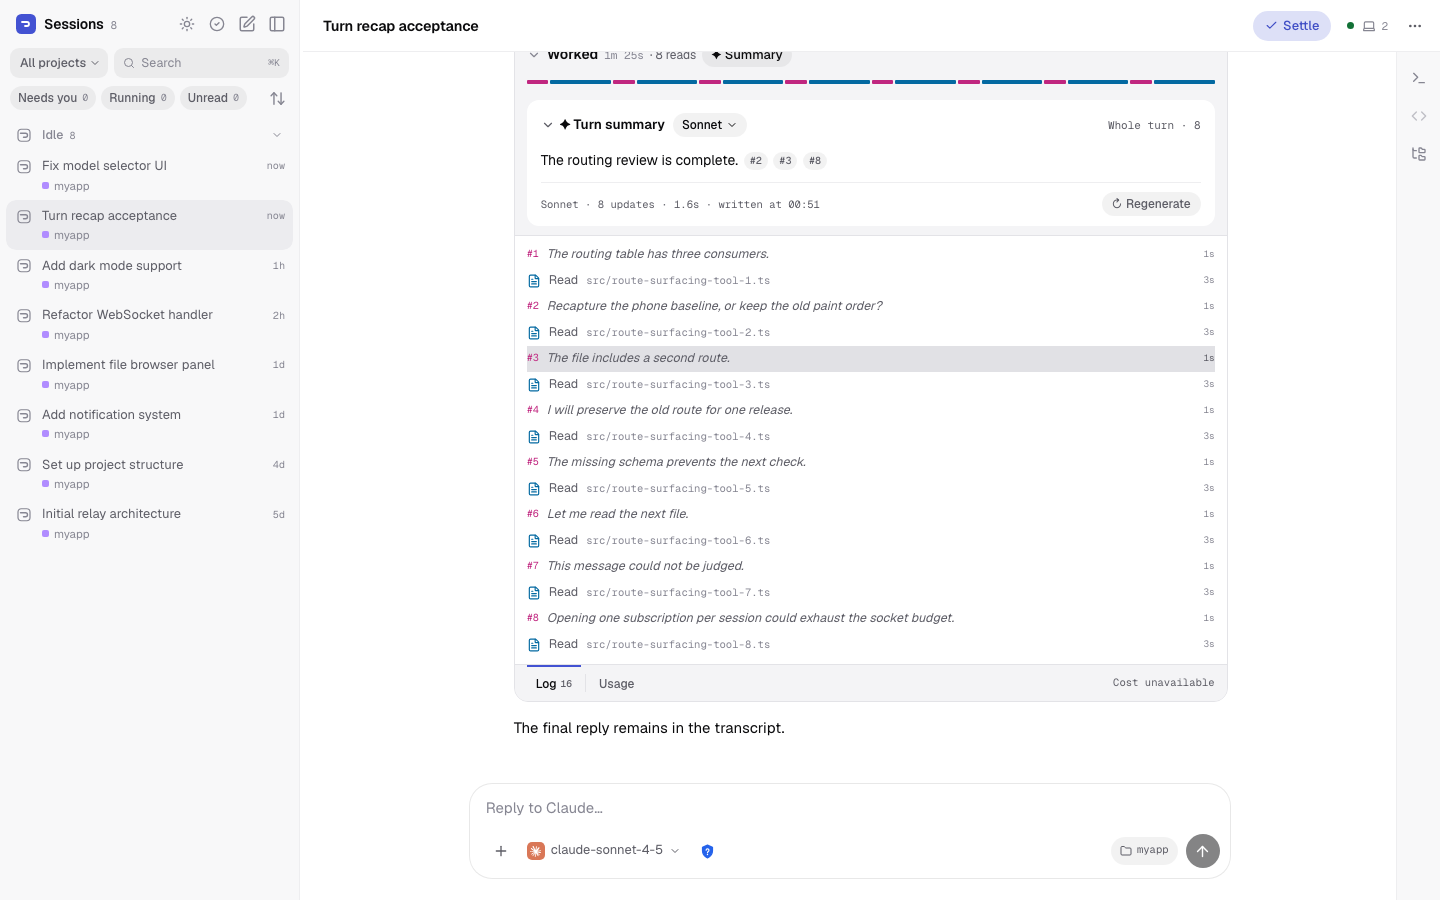 Sessions 8
All projects
Search ⌘K
Needs you 0
Running 0
Unread 0
Idle 8
Fix model selector UI now
myapp
Turn recap acceptance now
myapp
Add dark mode support 1h
myapp
Refactor WebSocket handler 2h
myapp
Implement file browser panel 1d
myapp
Add notification system 1d
myapp
Set up project structure 4d
myapp
Initial relay architecture 5d
myapp
Turn recap acceptance
Settle
2
Worked 1m 25s · 8 reads Summary
Turn summary Sonnet Whole turn · 8
The routing review is complete. #2 #3 #8
Sonnet · 8 updates · 1.6s · written at 00:51 Regenerate
#1 The routing table has three consumers. 1s
Read src/route-surfacing-tool-1.ts 3s
#2 Recapture the phone baseline, or keep the old paint order? 1s
Read src/route-surfacing-tool-2.ts 3s
#3 The file includes a second route. 1s
Read src/route-surfacing-tool-3.ts 3s
#4 I will preserve the old route for one release. 1s
Read src/route-surfacing-tool-4.ts 3s
#5 The missing schema prevents the next check. 1s
Read src/route-surfacing-tool-5.ts 3s
#6 Let me read the next file. 1s
Read src/route-surfacing-tool-6.ts 3s
#7 This message could not be judged. 1s
Read src/route-surfacing-tool-7.ts 3s
#8 Opening one subscription per session could exhaust the socket budget. 1s
Read src/route-surfacing-tool-8.ts 3s
Log 16
Usage
Cost unavailable
The final reply remains in the transcript.
Reply to Claude…
claude-sonnet-4-5
myapp